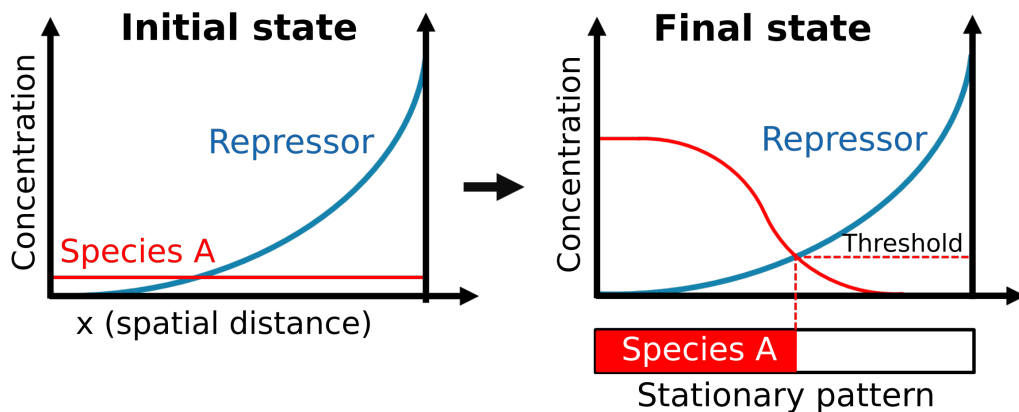 Initial state
Concentration
Repressor
Species A
x (spatial distance)
Final state
Concentration
Repressor
Threshold
Species A
Stationary pattern